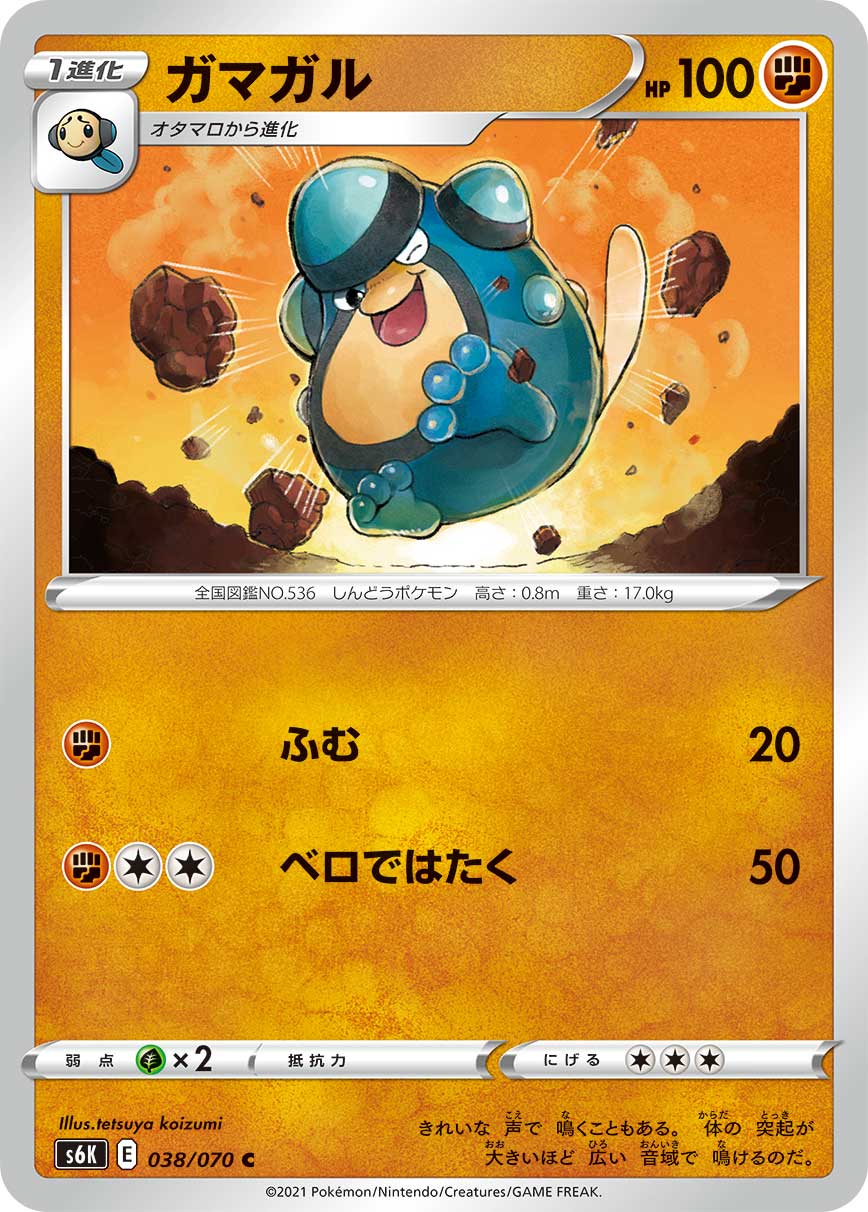 1進化
ガマガル
HP 100
オタマロから進化
全国図鑑NO.536 しんどうポケモン 高さ:0.8m 重さ:17.0kg
ふむ 20
ベロではたく 50
弱点 ×2 抵抗力 にげる
Illus.tetsuya koizumi
きれいな 声で 鳴くこともある。 体の 突起が
大きいほど 広い 音域で 鳴けるのだ。
s6K E 038/070 C
©2021 Pokémon/Nintendo/Creatures/GAME FREAK.